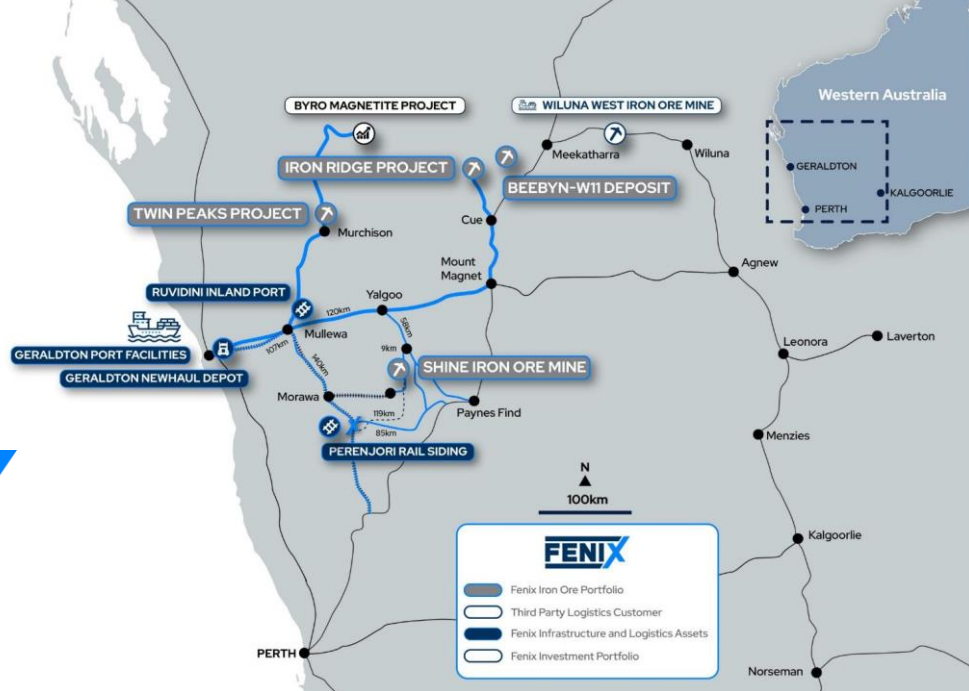 BYRO MAGNETITE PROJECT
WILUNA WEST IRON ORE MINE
Western Australia
GERALDTON
KALGOORLIE
PERTH
Meekatharra
Wiluna
IRON RIDGE PROJECT
BEEBYN-W11 DEPOSIT
TWIN PEAKS PROJECT
Murchison
Cue
Mount
Magnet
Agnew
RUVIDINI INLAND PORT
Yalgoo
120km
Mullewa
107km
58km
9km
140km
GERALDTON PORT FACILITIES
GERALDTON NEWHAUL DEPOT
SHINE IRON ORE MINE
Leonora
Laverton
Morawa
119km
85km
Paynes Find
PERENJORI RAIL SIDING
Menzies
N
100km
Kalgoorlie
FENIX
Fenix Iron Ore Portfolio
Third Party Logistics Customer
Fenix Infrastructure and Logistics Assets
Fenix Investment Portfolio
PERTH
Norseman